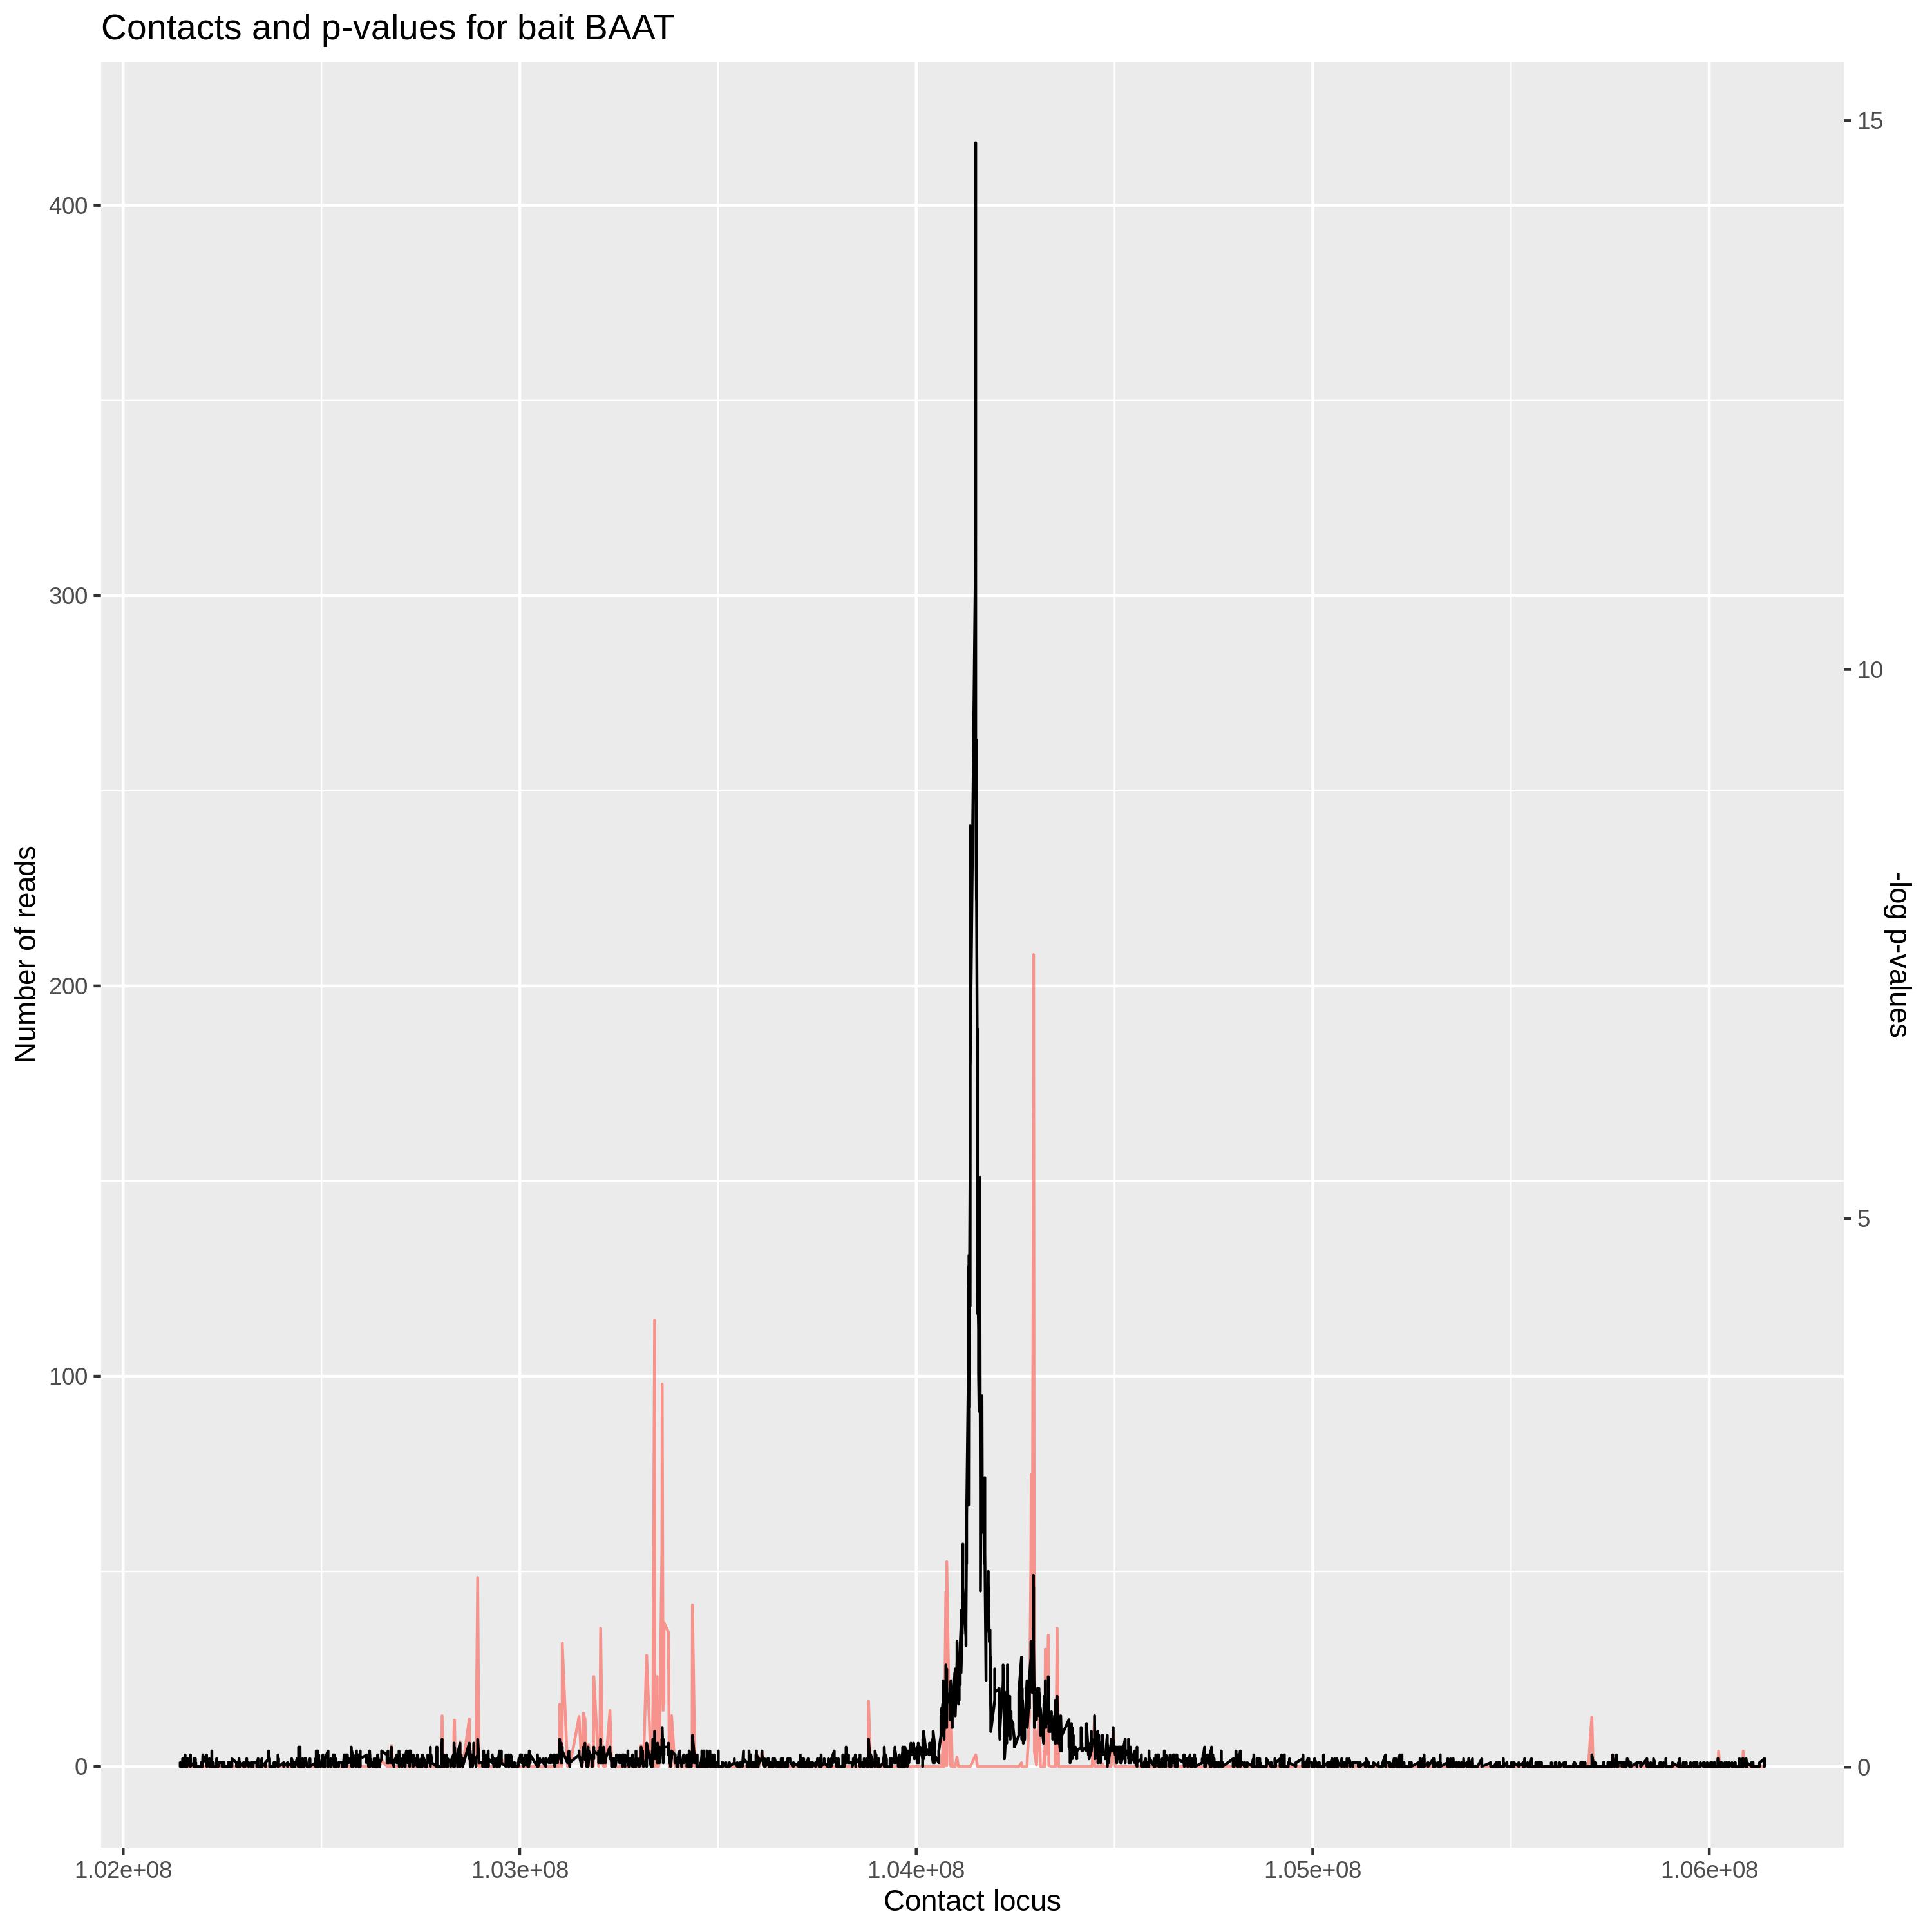 Contacts and p-values for bait BAAT
Number of reads
400
300
200
100
0
15
10
5
0
-log p-values
1.02e+08
1.03e+08
1.04e+08
1.05e+08
1.06e+08
Contact locus